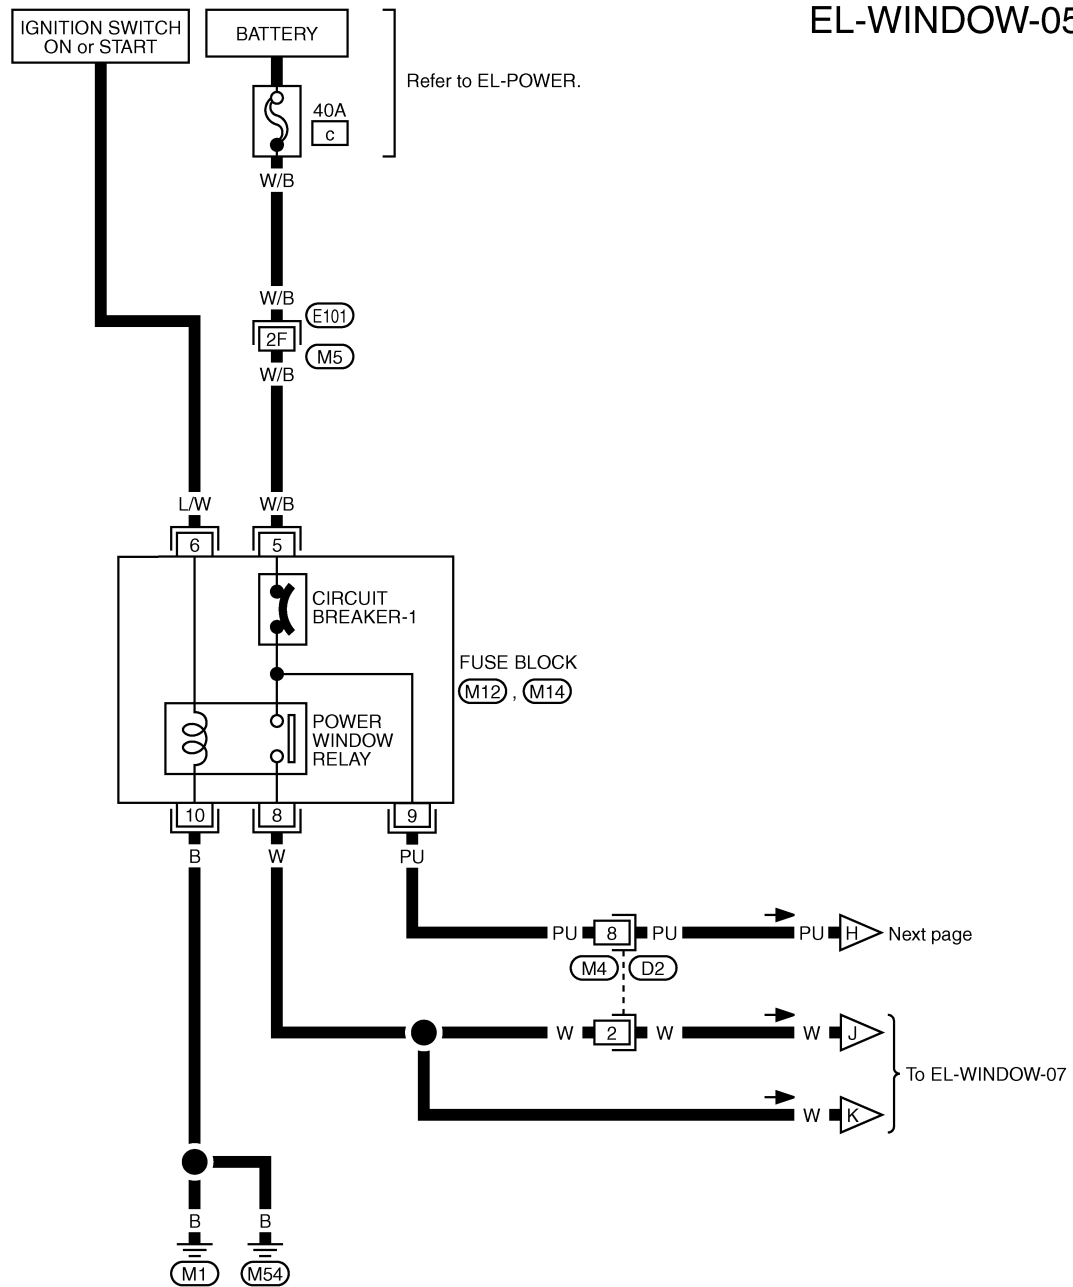 EL-WINDOW-05
IGNITION SWITCH
ON or START
BATTERY
Refer to EL-POWER.
40A
c
W/B
W/B
E101
2F
M5
W/B
L/W
W/B
6
5
CIRCUIT
BREAKER-1
FUSE BLOCK
M12 , M14
POWER
WINDOW
RELAY
10
8
9
B
W
PU
PU
8
PU
PU
H
Next page
M4
D2
W
2
W
W
J
To EL-WINDOW-07
W
K
B
B
M1
M54